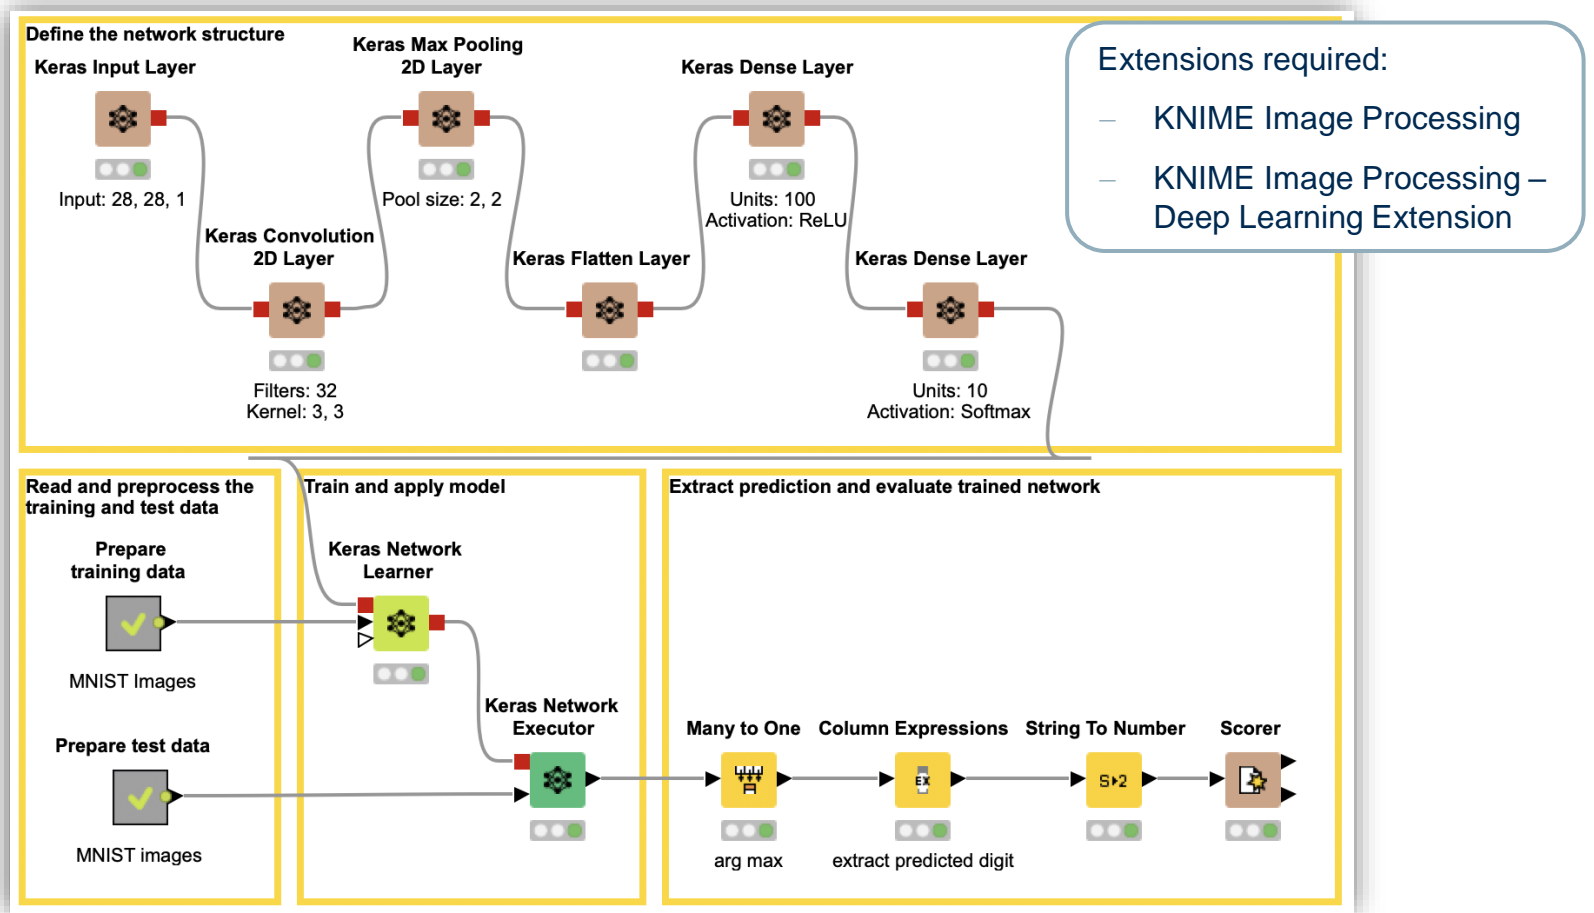 Define the network structure
Keras Input Layer
Input: 28, 28, 1
Keras Convolution
2D Layer
Filters: 32
Kernel: 3, 3
Keras Max Pooling
2D Layer
Pool size: 2, 2
Keras Flatten Layer
Keras Dense Layer
Units: 100
Activation: ReLU
Keras Dense Layer
Units: 10
Activation: Softmax
Extensions required:
– KNIME Image Processing
– KNIME Image Processing –
Deep Learning Extension
Read and preprocess the
training and test data
Prepare
training data
MNIST Images
Prepare test data
MNIST images
Train and apply model
Keras Network
Learner
Keras Network
Executor
Extract prediction and evaluate trained network
Many to One
arg max
Column Expressions
EX
extract predicted digit
String To Number
S▸2
Scorer